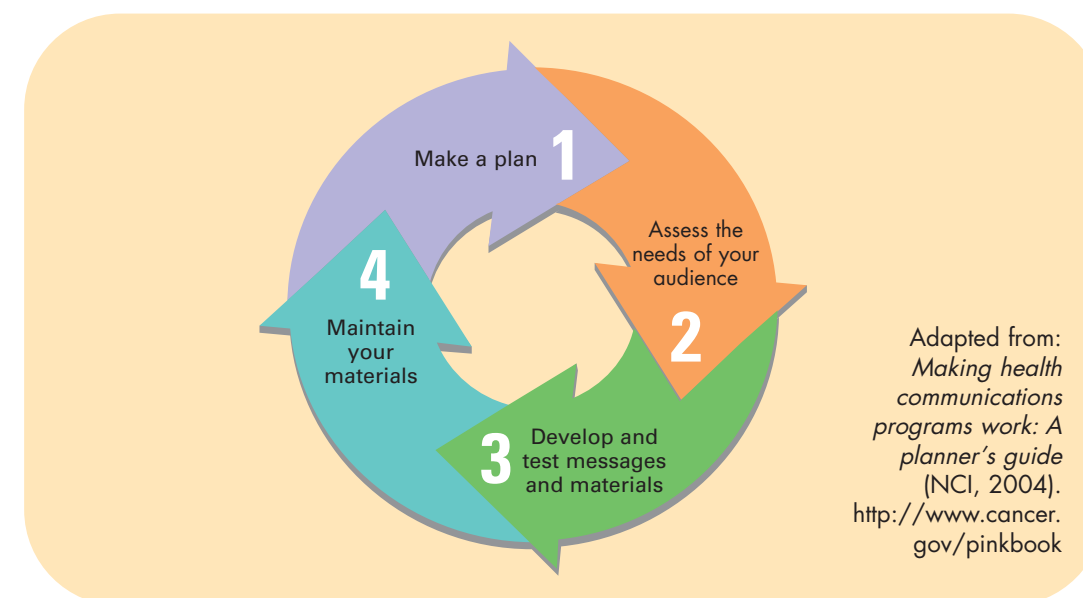 Make a plan 1
Assess the
needs of your
audience
2
3
Develop and
test messages
and materials
4
Maintain
your
materials
Adapted from:
Making health
communications
programs work: A
planner’s guide
(NCI, 2004).
http://www.cancer.
gov/pinkbook